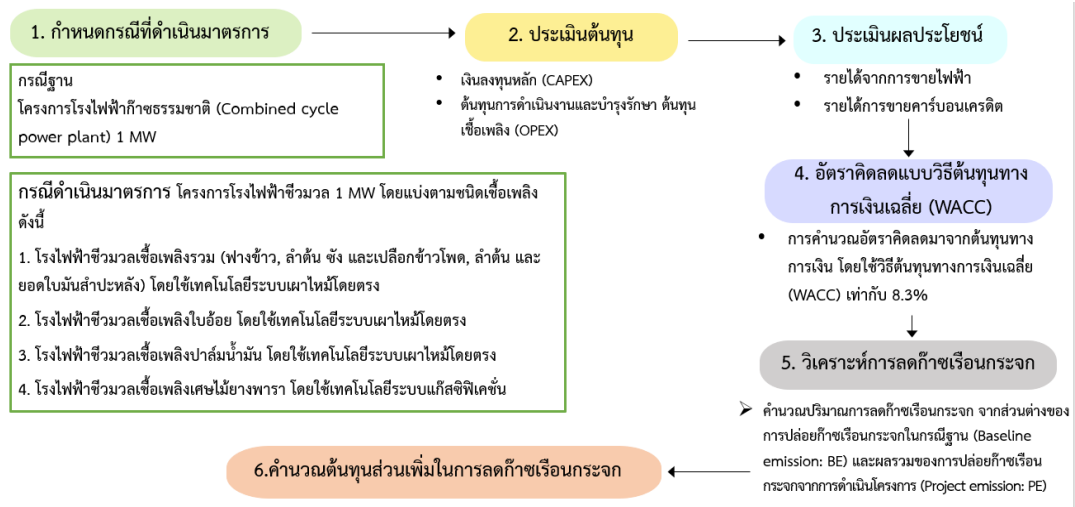 1. กำหนดกรณีที่ดำเนินมาตรการ
กรณีฐาน
โครงการโรงไฟฟ้าก๊าซธรรมชาติ (Combined cycle
power plant) 1 MW
กรณีดำเนินมาตรการ โครงการโรงไฟฟ้าชีวมวล 1 MW โดยแบ่งตามชนิดเชื้อเพลิง
ดังนี้
1. โรงไฟฟ้าชีวมวลเชื้อเพลิงรวม (ฟางข้าว, ลำต้น ซัง และเปลือกข้าวโพด, ลำต้น และ
ยอดใบมันสำปะหลัง) โดยใช้เทคโนโลยีระบบเผาไหม้โดยตรง
2. โรงไฟฟ้าชีวมวลเชื้อเพลิงใบอ้อย โดยใช้เทคโนโลยีระบบเผาไหม้โดยตรง
3. โรงไฟฟ้าชีวมวลเชื้อเพลิงปาล์มน้ำมัน โดยใช้เทคโนโลยีระบบเผาไหม้โดยตรง
4. โรงไฟฟ้าชีวมวลเชื้อเพลิงเศษไม้ยางพารา โดยใช้เทคโนโลยีระบบแก๊สซิฟิเคชั่น
2. ประเมินต้นทุน
• เงินลงทุนหลัก (CAPEX)
• ต้นทุนการดำเนินงานและบำรุงรักษา ต้นทุน
เชื้อเพลิง (OPEX)
3. ประเมินผลประโยชน์
• รายได้จากการขายไฟฟ้า
• รายได้การขายคาร์บอนเครดิต
4. อัตราคิดลดแบบวิธีต้นทุนทาง
การเงินเฉลี่ย (WACC)
• การคำนวณอัตราคิดลดมาจากต้นทุนทาง
การเงิน โดยใช้วิธีต้นทุนทางการเงินเฉลี่ย
(WACC) เท่ากับ 8.3%
5. วิเคราะห์การลดก๊าซเรือนกระจก
➢ คำนวณปริมาณการลดก๊าซเรือนกระจก จากส่วนต่างของ
การปล่อยก๊าซเรือนกระจกในกรณีฐาน (Baseline
emission: BE) และผลรวมของการปล่อยก๊าซเรือน
กระจกจากการดำเนินโครงการ (Project emission: PE)
6.คำนวณต้นทุนส่วนเพิ่มในการลดก๊าซเรือนกระจก